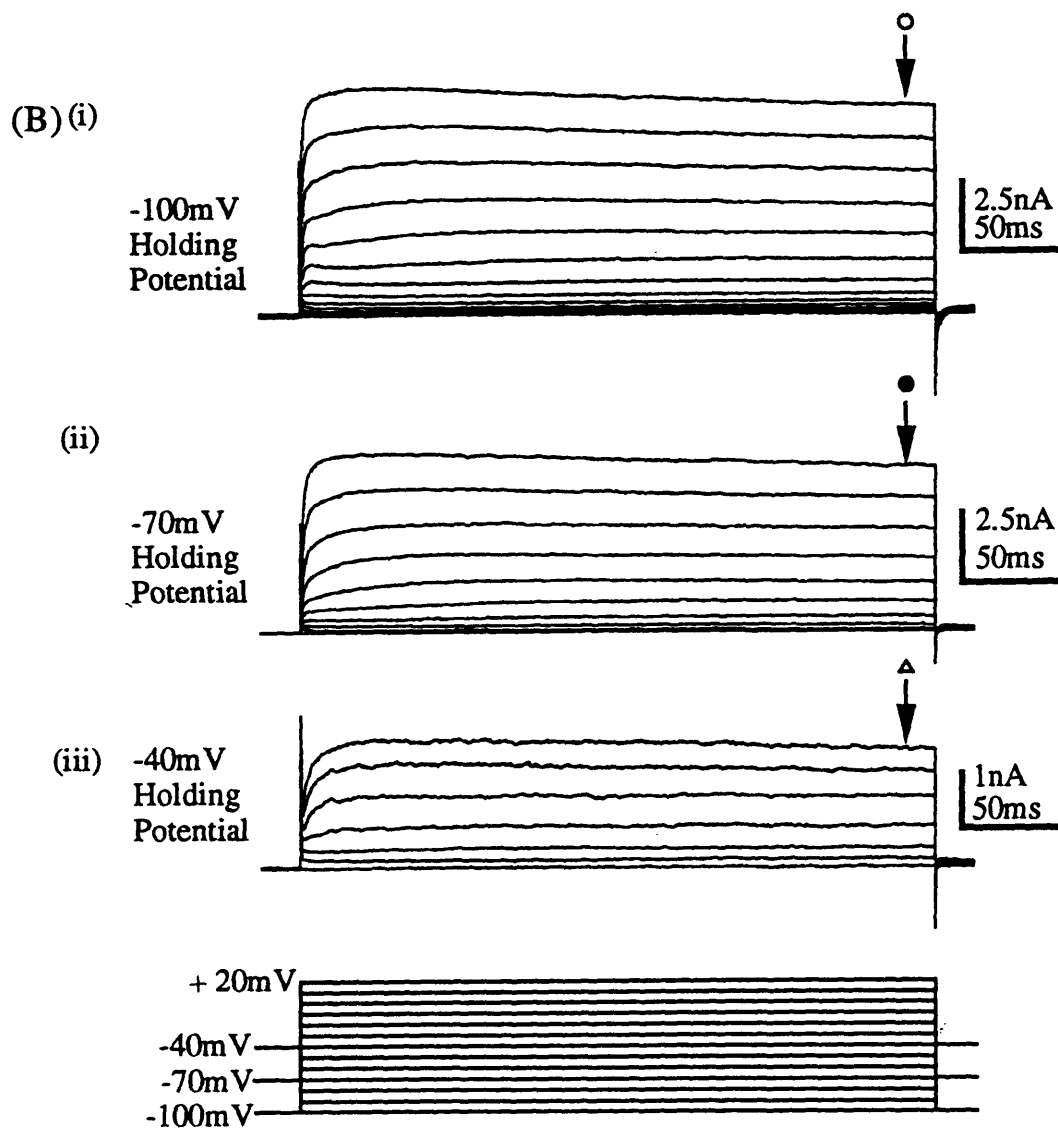 (B) (i)
-100mV
Holding
Potential
2.5nA
50ms
(ii)
-70mV
Holding
Potential
2.5nA
50ms
(iii)
-40mV
Holding
Potential
1nA
50ms
+ 20mV
-40mV
-70mV
-100mV